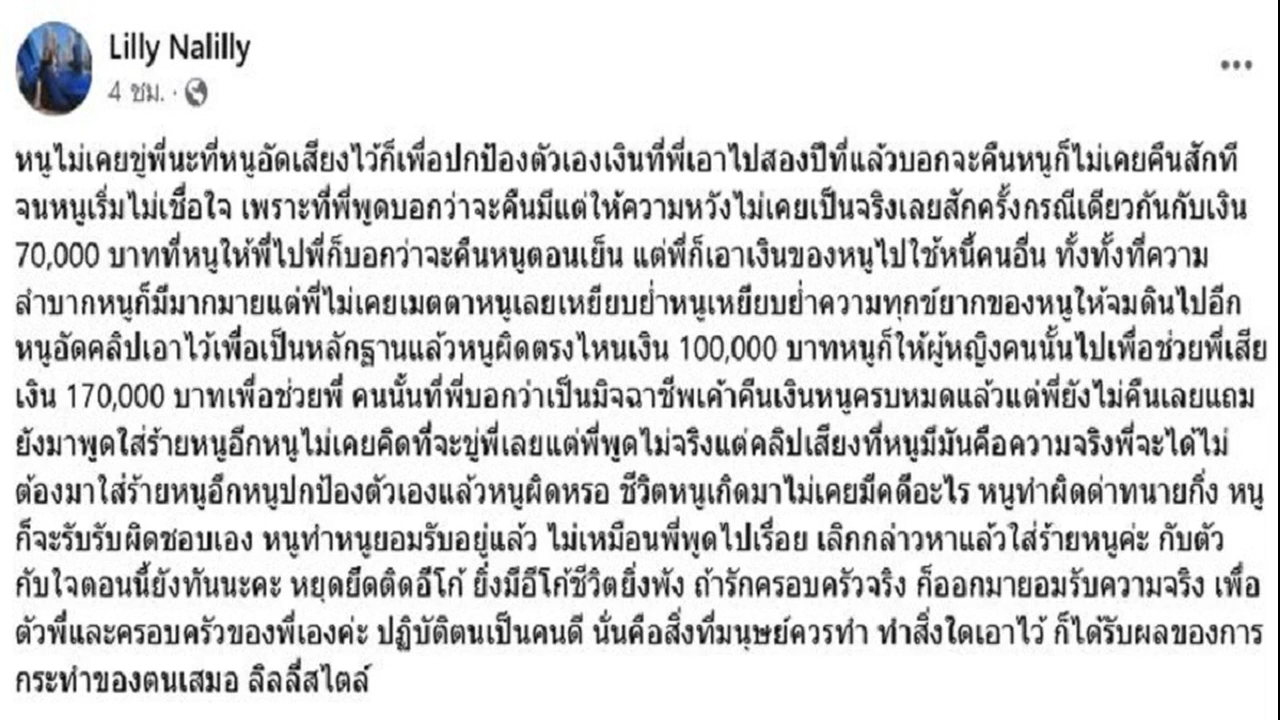 Lilly Nalilly
4 ชม. ·
หนูไม่เคยขู่พี่นะที่หนูอัดเสียงไว้ก็เพื่อปกป้องตัวเองเงินที่พี่เอาไปสองปีที่แล้วบอกจะคืนหนูก็ไม่เคยคืนสักที
จนหนูเริ่มไม่เชื่อใจ เพราะที่พี่พูดบอกว่าจะคืนมีแต่ให้ความหวังไม่เคยเป็นจริงเลยสักครั้งกรณีเดียวกันกับเงิน
70,000 บาทที่หนูให้พี่ไปพี่ก็บอกว่าจะคืนหนูตอนเย็น แต่พี่ก็เอาเงินของหนูไปใช้หนี้คนอื่น ทั้งทั้งที่ความ
ลำบากหนูก็มีมากมายแต่พี่ไม่เคยเมตตาหนูเลยเหยียบย่ำหนูเหยียบย่ำความทุกข์ยากของหนูให้จมดินไปอีก
หนูอัดคลิปเอาไว้เพื่อเป็นหลักฐานแล้วหนูผิดตรงไหนเงิน 100,000 บาทหนูก็ให้ผู้หญิงคนนั้นไปเพื่อช่วยพี่เสีย
เงิน 170,000 บาทเพื่อช่วยพี่ คนนั้นที่พี่บอกว่าเป็นมิจฉาชีพเค้าคืนเงินหนูครบหมดแล้วแต่พี่ยังไม่คืนเลยแถม
ยังมาพูดใส่ร้ายหนูอีกหนูไม่เคยคิดที่จะขู่พี่เลยแต่พี่พูดไม่จริงแต่คลิปเสียงที่หนูมีมันคือความจริงพี่จะได้ไม่
ต้องมาใส่ร้ายหนูอีกหนูปกป้องตัวเองแล้วหนูผิดหรอ ชีวิตหนูเกิดมาไม่เคยมีคดีอะไร หนูทำผิดด่าทนายกิ่ง หนู
ก็จะรับรับผิดชอบเอง หนูทำหนูยอมรับอยู่แล้ว ไม่เหมือนพี่พูดไปเรื่อย เลิกกล่าวหาแล้วใส่ร้ายหนูค่ะ กับตัว
กับใจตอนนี้ยังทันนะคะ หยุดยึดติดอีโก้ ยิ่งมีอีโก้ชีวิตยิ่งพัง ถ้ารักครอบครัวจริง ก็ออกมายอมรับความจริง เพื่อ
ตัวพี่และครอบครัวของพี่เองค่ะ ปฏิบัติตนเป็นคนดี นั่นคือสิ่งที่มนุษย์ควรทำ ทำสิ่งใดเอาไว้ ก็ได้รับผลของการ
กระทำของตนเสมอ ลิลลี่สไตล์